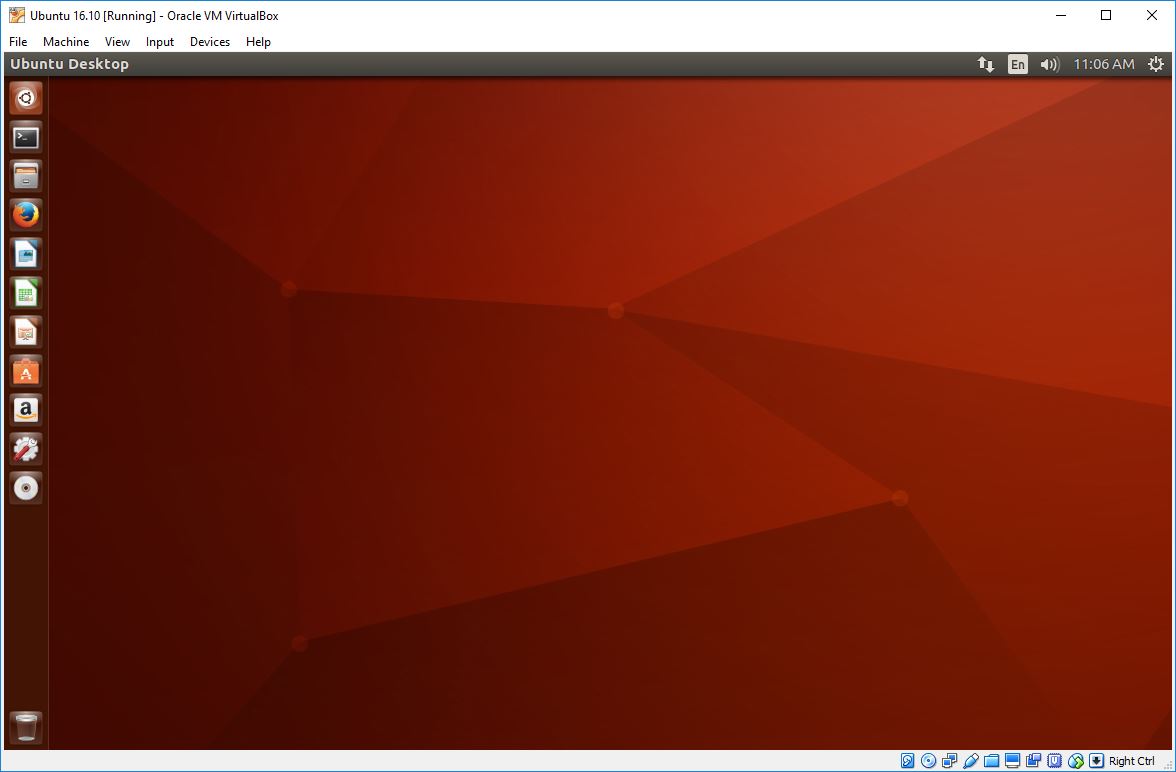 Ubuntu 16.10 [Running] - Oracle VM VirtualBox
File Machine View Input Devices Help
Ubuntu Desktop En 11:06 AM
>_
A
a
Right Ctrl